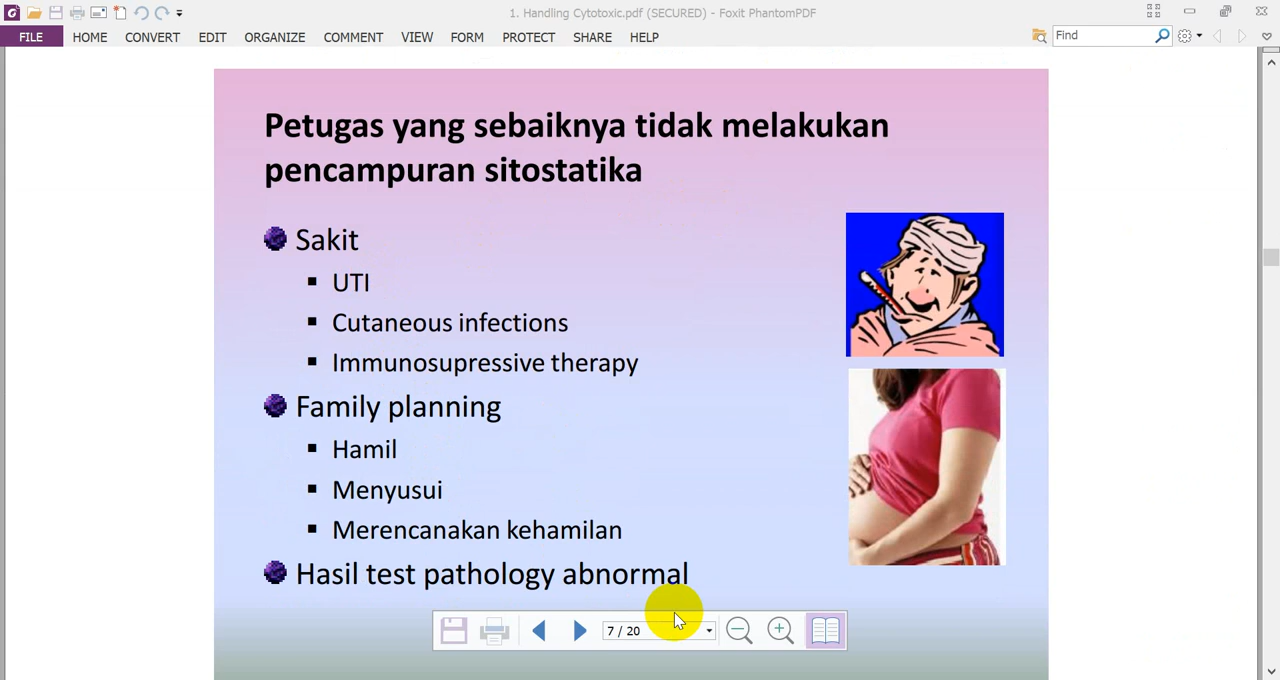 1. Handling Cytotoxic.pdf (SECURED) - Foxit PhantomPDF
FILE HOME CONVERT EDIT ORGANIZE COMMENT VIEW FORM PROTECT SHARE HELP Find
Petugas yang sebaiknya tidak melakukan
pencampuran sitostatika
Sakit
UTI
Cutaneous infections
Immunosupressive therapy
Family planning
Hamil
Menyusui
Merencanakan kehamilan
Hasil test pathology abnormal
7 / 20